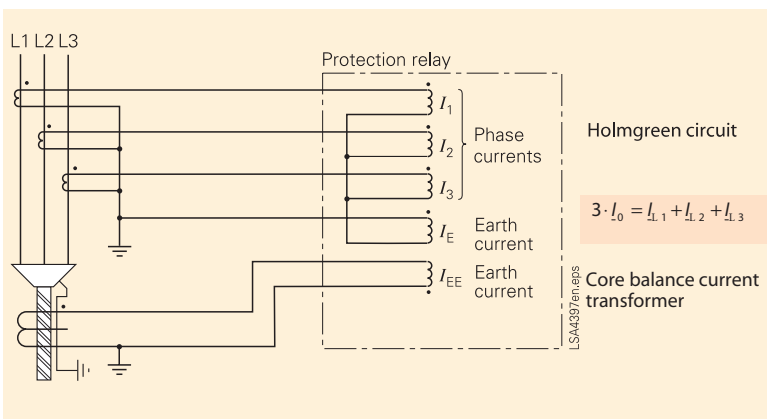 L1 L2 L3
Protection relay
I1
I2
I3
Phase
currents
IE
Earth
current
IEE
Earth
current
LSA4397en.eps
Holmgreen circuit
3·I0 = IL1 + IL2 + IL3
Core balance current
transformer